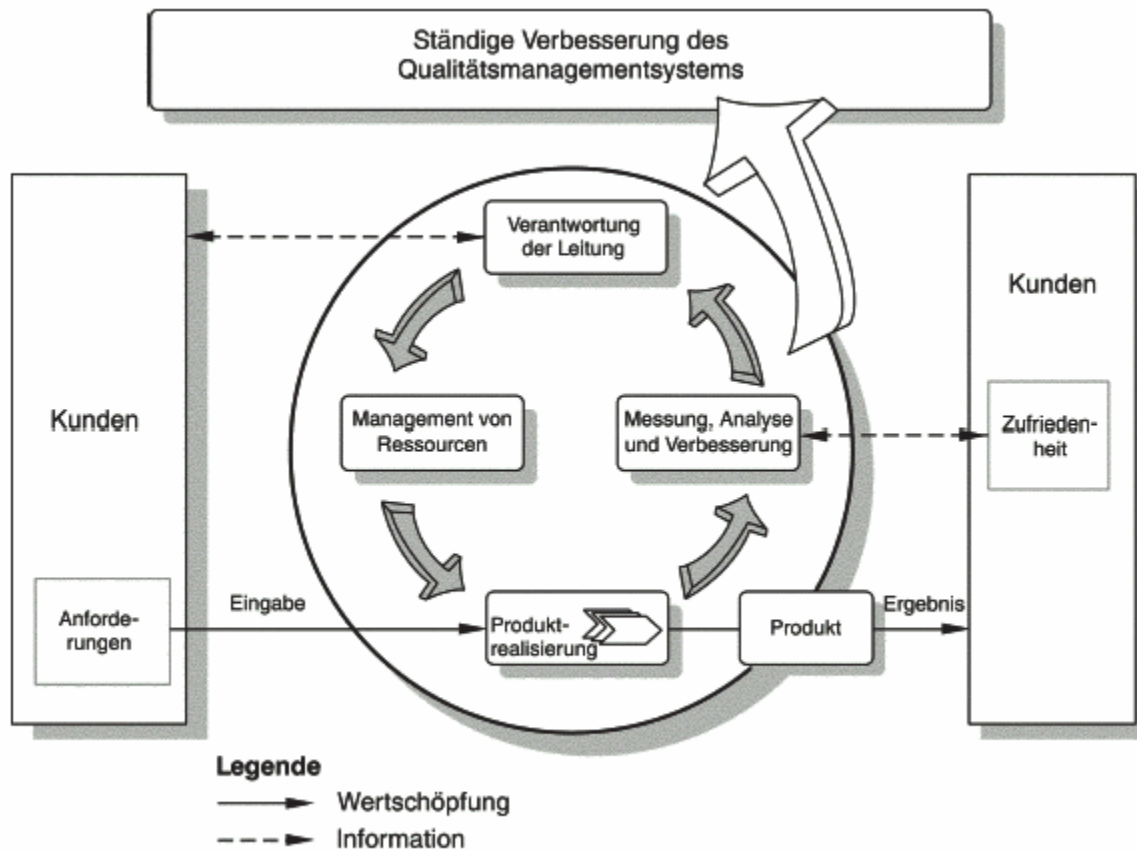 Ständige Verbesserung des
Qualitätsmanagementsystems
Verantwortung
der Leitung
Kunden
Kunden
Management von
Ressourcen
Messung, Analyse
und Verbesserung
Zufrieden-
heit
Anforde-
rungen
Eingabe
Produkt-
realisierung
Produkt
Ergebnis
Legende
Wertschöpfung
Information